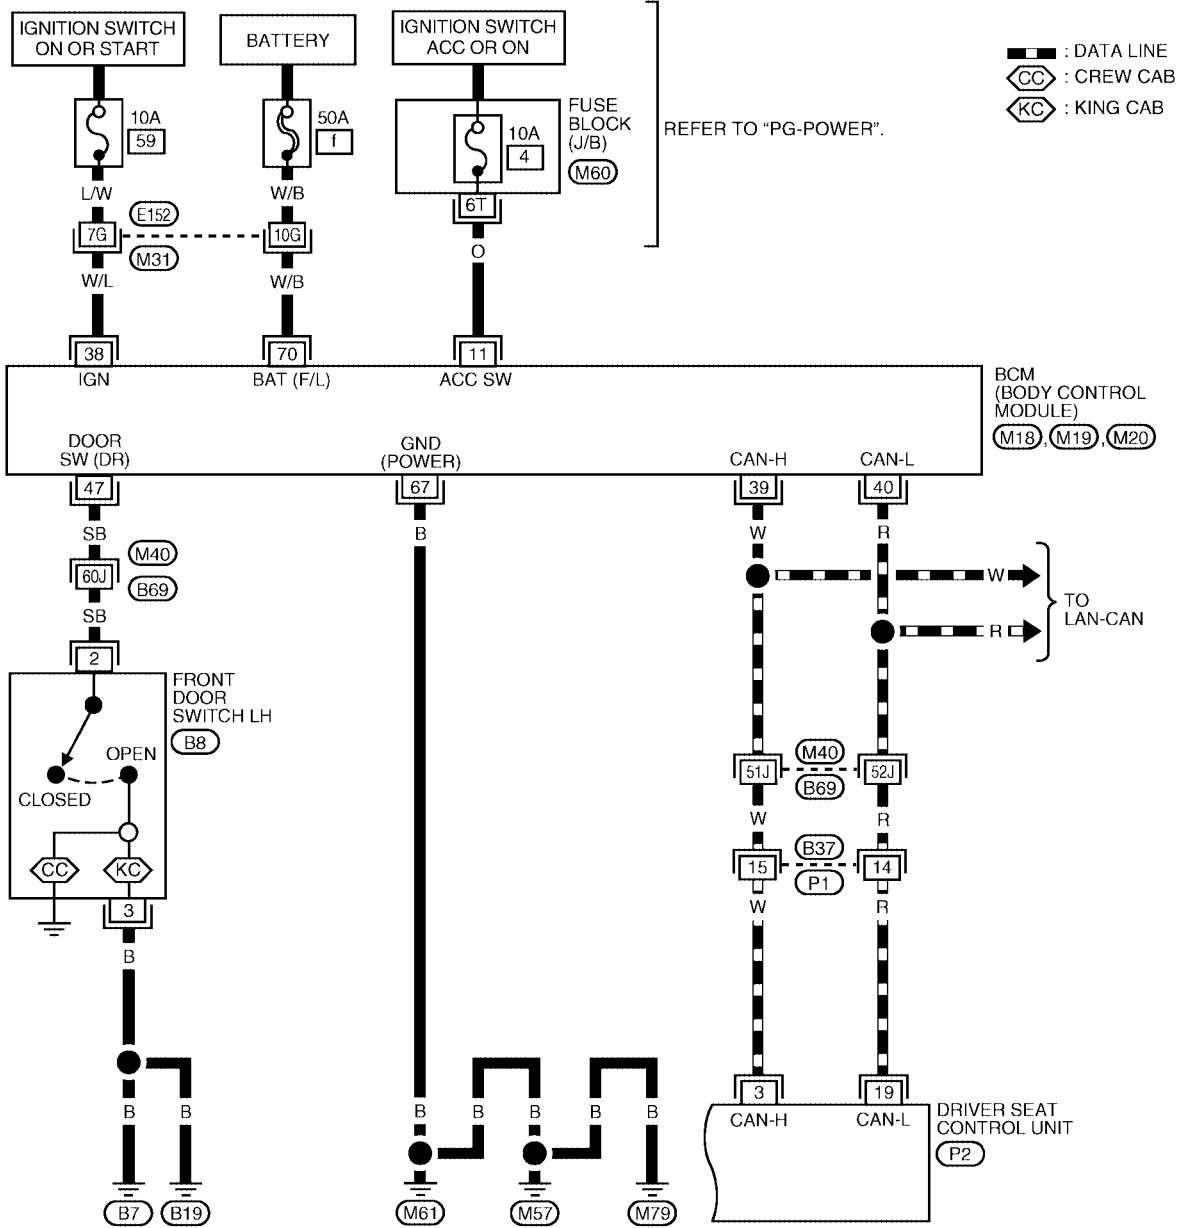 IGNITION SWITCH
ON OR START
BATTERY
IGNITION SWITCH
ACC OR ON
: DATA LINE
CC : CREW CAB
KC : KING CAB
10A
59
50A
f
10A
4
FUSE
BLOCK
(J/B)
M60
REFER TO “PG-POWER”.
L/W
W/B
6T
E152
7G
10G
M31
O
W/L
W/B
38
70
11
IGN
BAT (F/L)
ACC SW
BCM
(BODY CONTROL
MODULE)
M18 , M19 , M20
DOOR
SW (DR)
GND
(POWER)
CAN-H
CAN-L
47
67
39
40
SB
B
W
R
M40
60J
B69
W
R
TO
LAN-CAN
SB
2
FRONT
DOOR
SWITCH LH
B8
OPEN
CLOSED
M40
51J
52J
B69
W
R
B37
15
14
P1
CC
KC
W
R
3
B
3
19
B
B
B
B
B
B
CAN-H
CAN-L
DRIVER SEAT
CONTROL UNIT
P2
B7
B19
M61
M57
M79